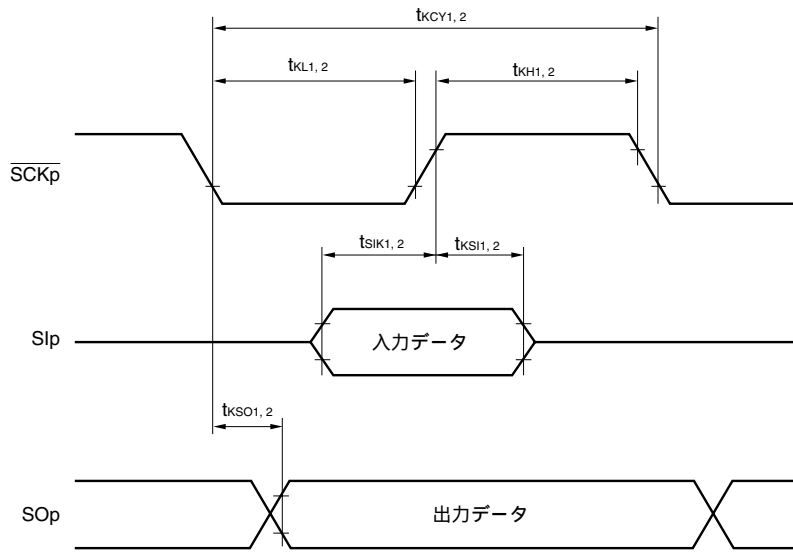 tKCY1, 2
tKL1, 2
tKH1, 2
SCKp
tSIK1, 2
tKSI1, 2
SIp
入力データ
tKSO1, 2
SOp
出力データ